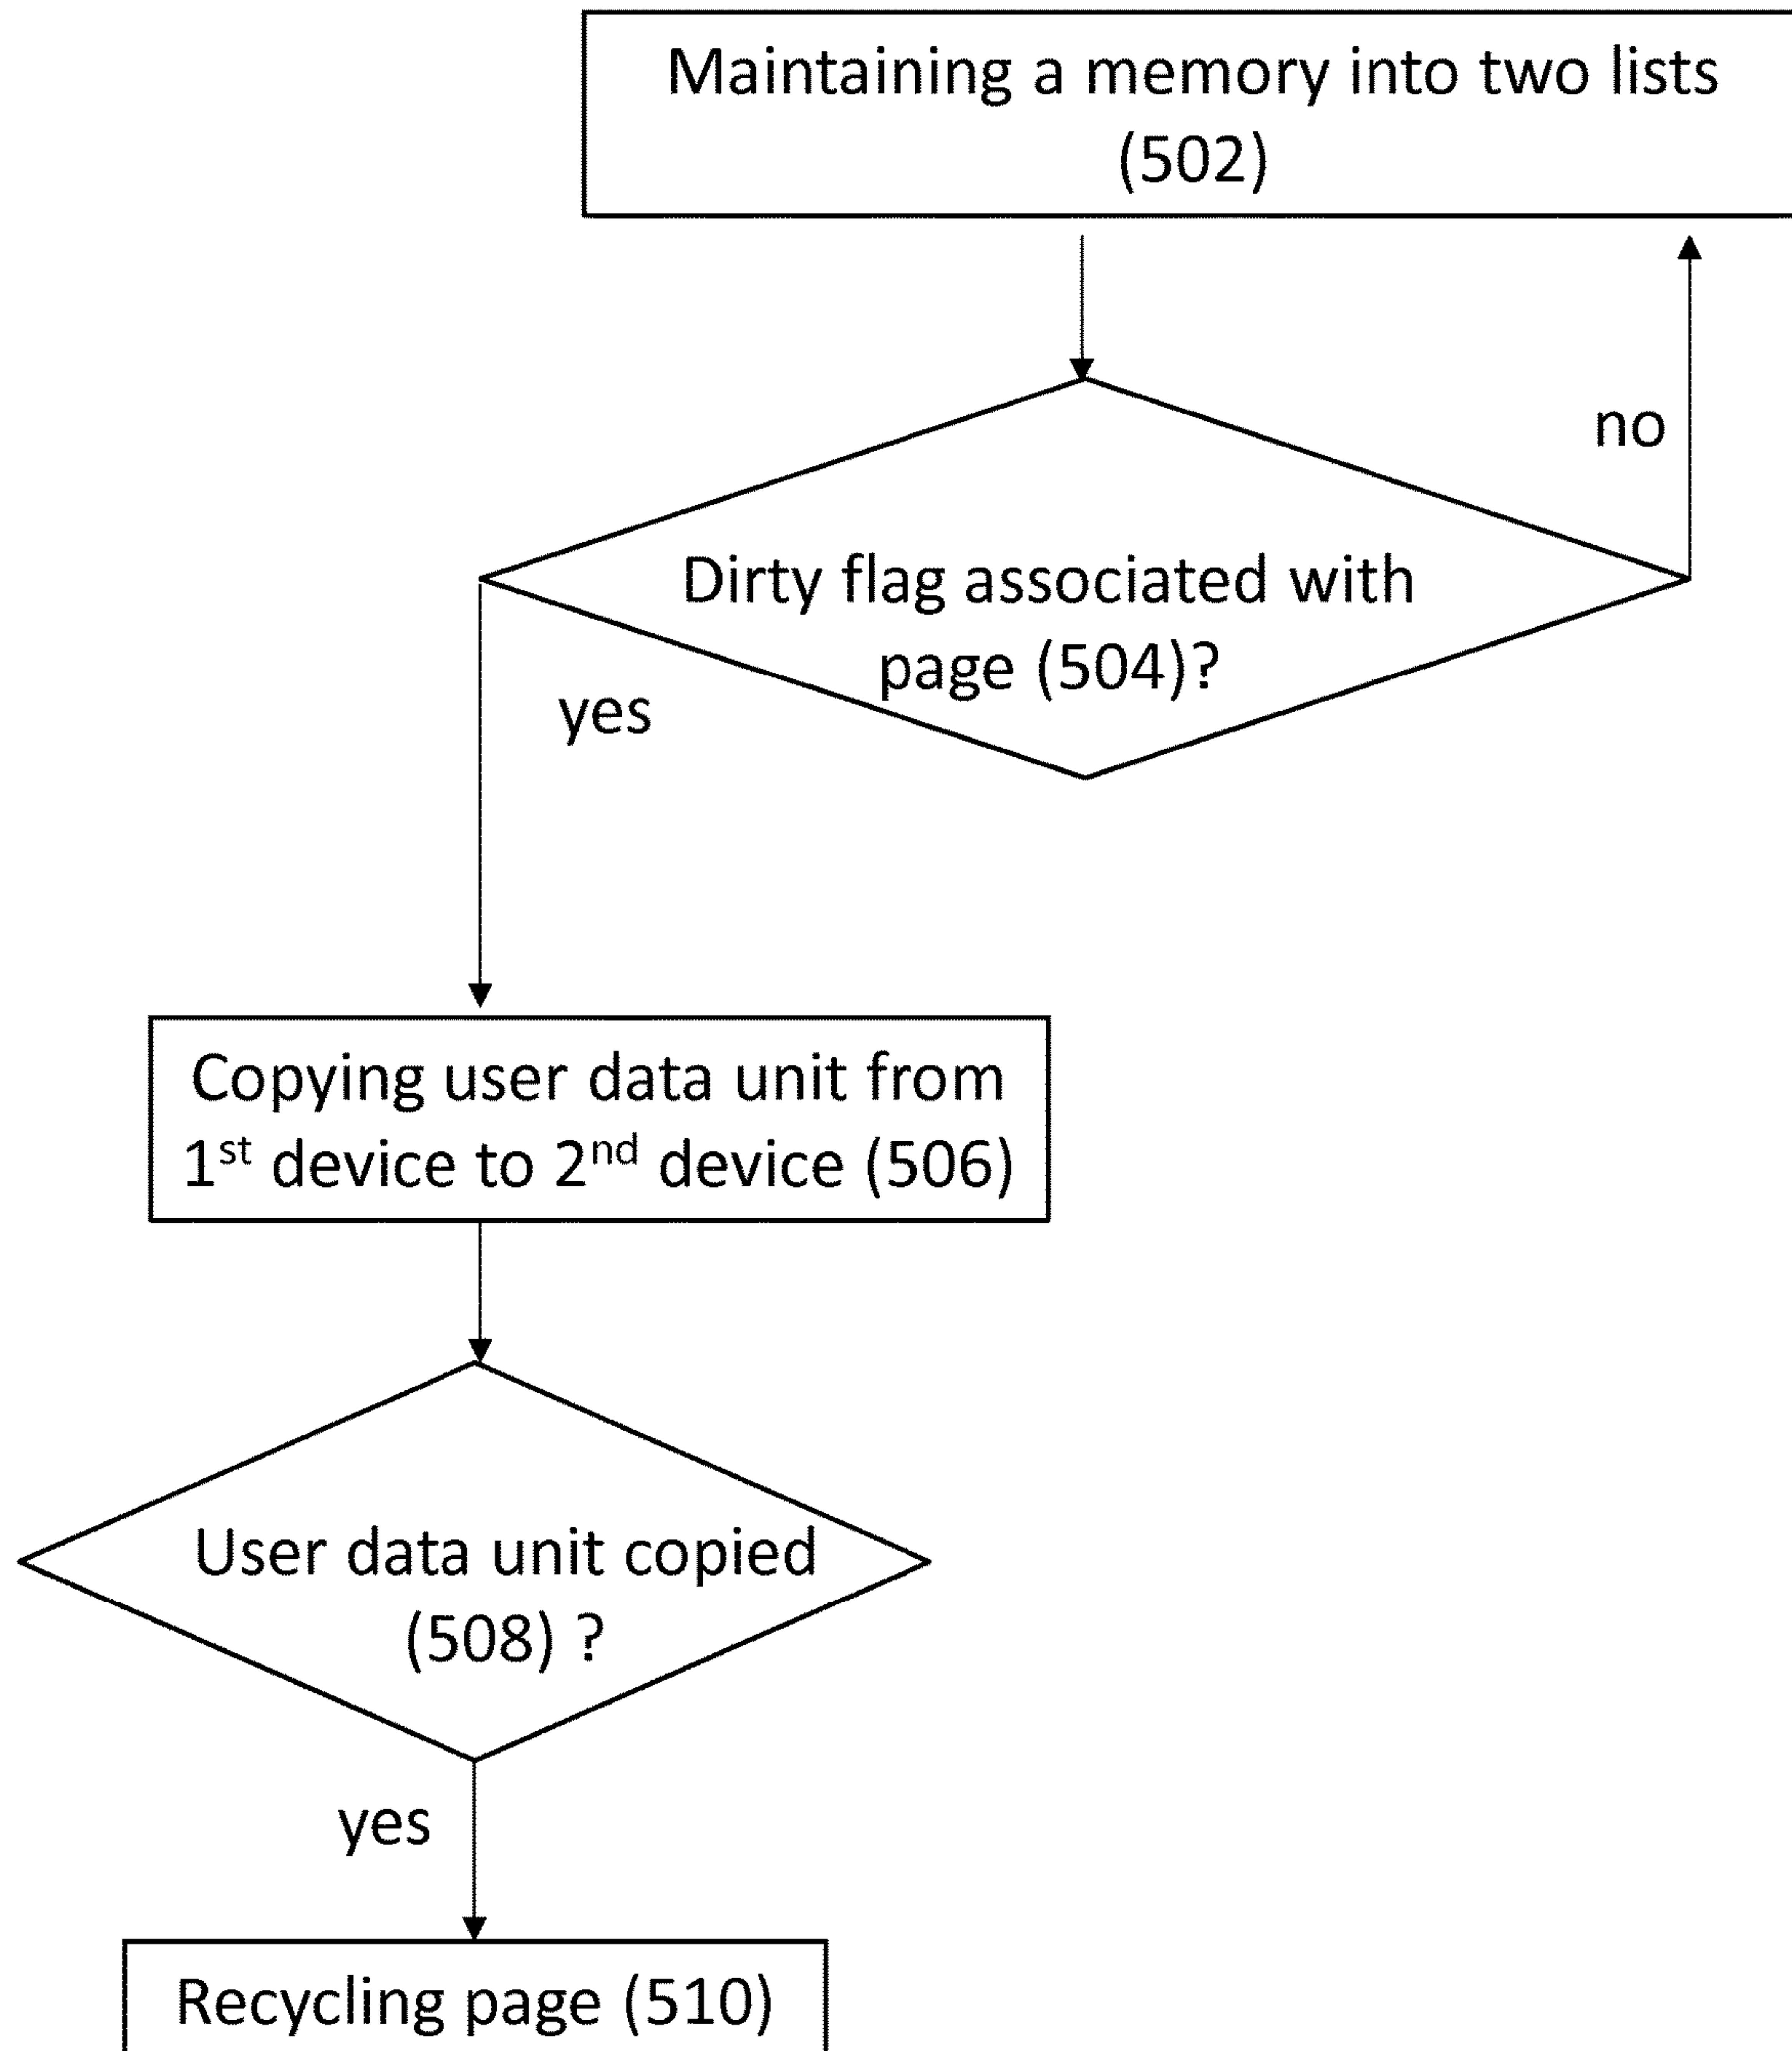 Maintaining a memory into two lists
(502)
no
Dirty flag associated with
page (504)?
yes
Copying user data unit from
1st device to 2nd device (506)
User data unit copied
(508) ?
yes
Recycling page (510)